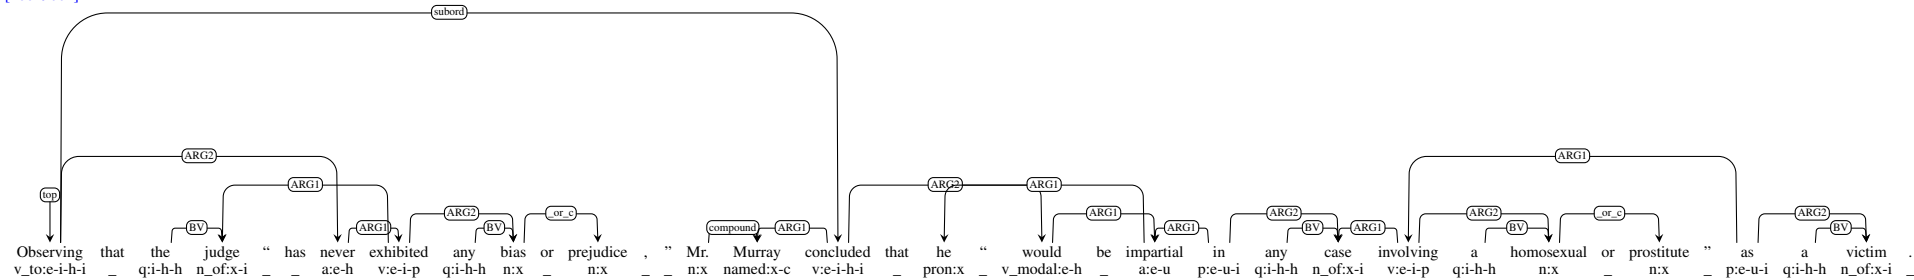 subord
ARG2 ARG1
top ARG1 ARG2 ARG1
ARG2 _or_c ARG1 ARG2 ARG2 _or_c ARG2
BV ARG1 BV compound ARG1 ARG1 BV ARG1 BV BV
Observing that the judge “ has never exhibited any bias or prejudice , ” Mr. Murray concluded that he “ would be impartial in any case involving a homosexual or prostitute ” as a victim .
v_to:e-i-h-i _ q:i-h-h n_of:x-i _ _ a:e-h v:e-i-p q:i-h-h n:x _ n:x _ _ n:x named:x-c v:e-i-h-i _ pron:x _ v_modal:e-h _ a:e-u p:e-u-i q:i-h-h n_of:x-i v:e-i-p q:i-h-h n:x _ n:x _ p:e-u-i q:i-h-h n_of:x-i _